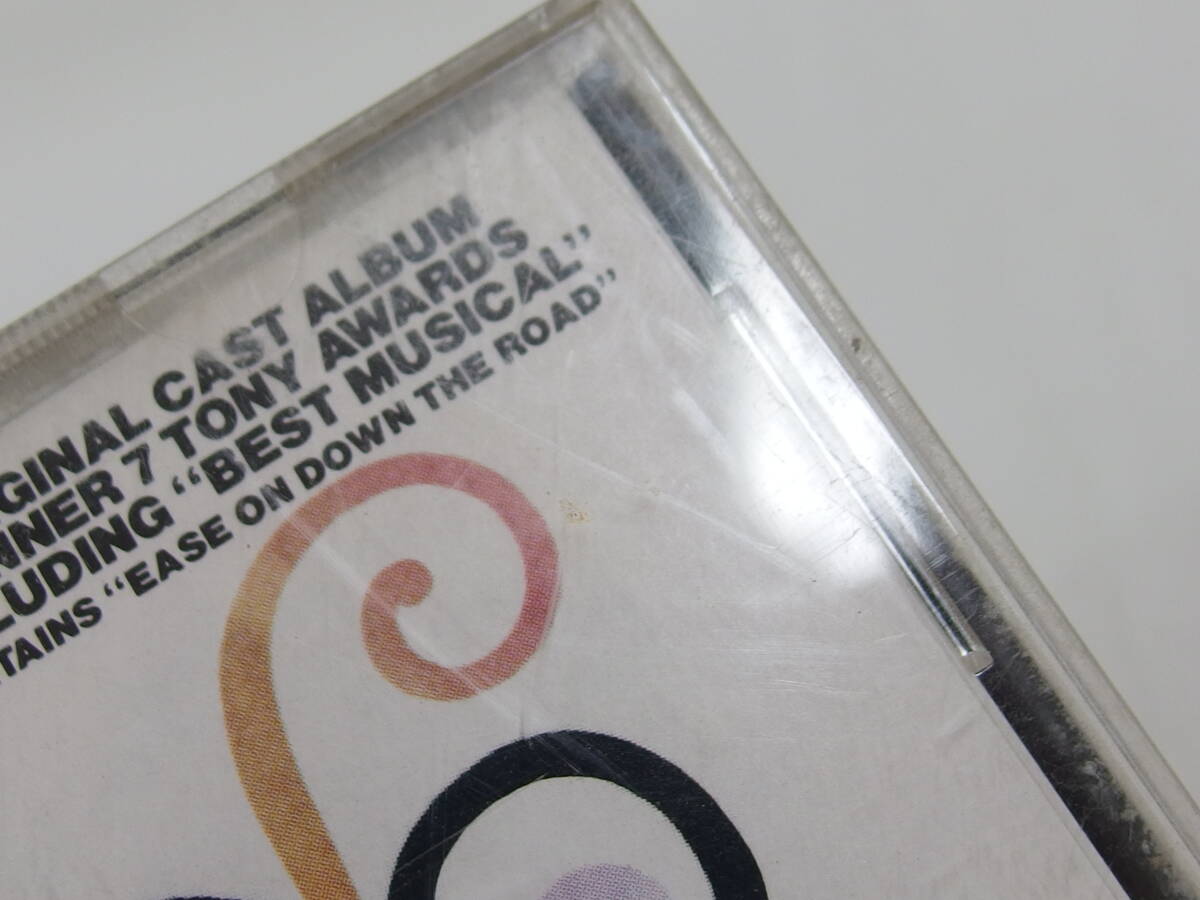 GINAL CAST ALBUM
NNER 7 TONY AWARDS
LUDING "BEST MUSICAL"
TAINS "EASE ON DOWN THE ROAD"